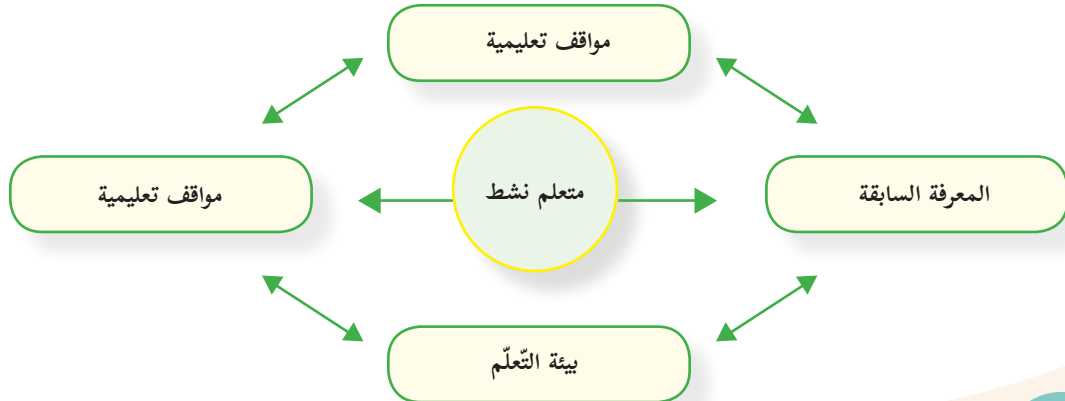 مواقف تعليمية
المعرفة السابقة
متعلم نشط
مواقف تعليمية
بيئة التّعلّم